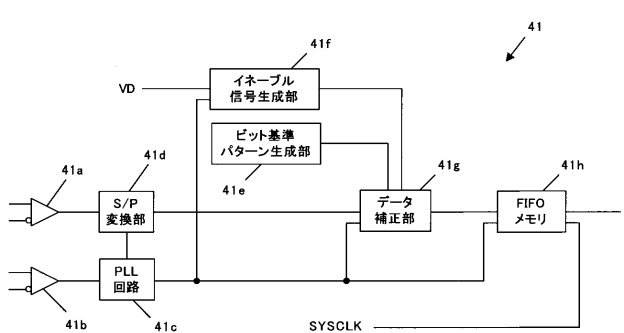 41
41f
VD
イネーブル
信号生成部
ビット基準
パターン生成部
41e
41a
41d
S/P
変換部
41g
データ
補正部
41h
FIFO
メモリ
PLL
回路
41b
41c
SYSCLK